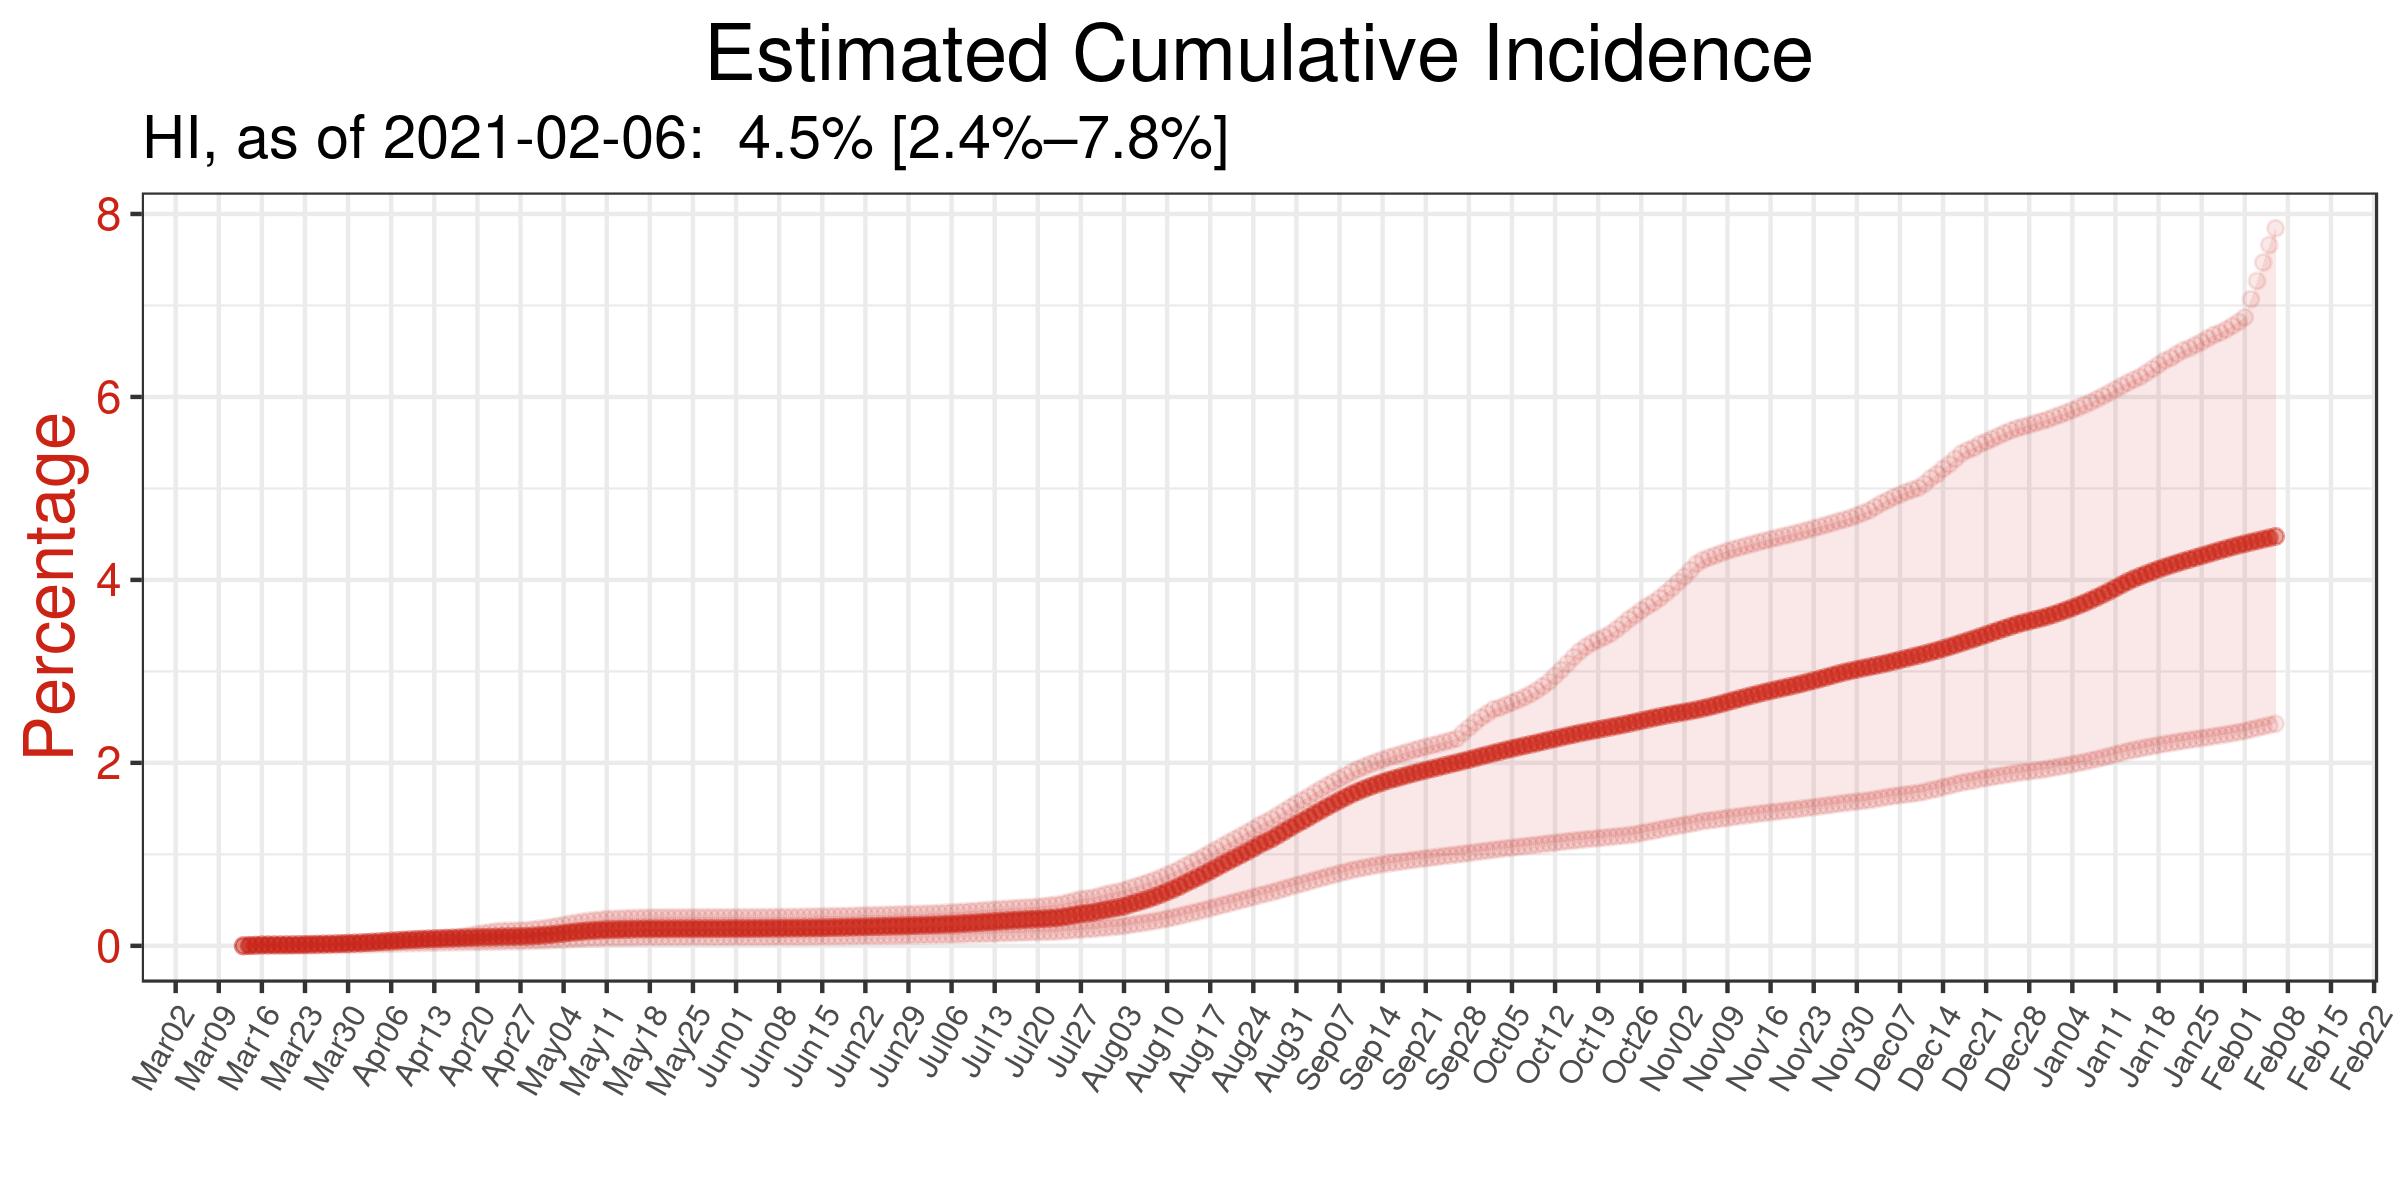 Estimated Cumulative Incidence
HI, as of 2021-02-06:  4.5% [2.4%–7.8%]
Percentage
8
6
4
2
0
Mar02
Mar09
Mar16
Mar23
Mar30
Apr06
Apr13
Apr20
Apr27
May04
May11
May18
May25
Jun01
Jun08
Jun15
Jun22
Jun29
Jul06
Jul13
Jul20
Jul27
Aug03
Aug10
Aug17
Aug24
Aug31
Sep07
Sep14
Sep21
Sep28
Oct05
Oct12
Oct19
Oct26
Nov02
Nov09
Nov16
Nov23
Nov30
Dec07
Dec14
Dec21
Dec28
Jan04
Jan11
Jan18
Jan25
Feb01
Feb08
Feb15
Feb22